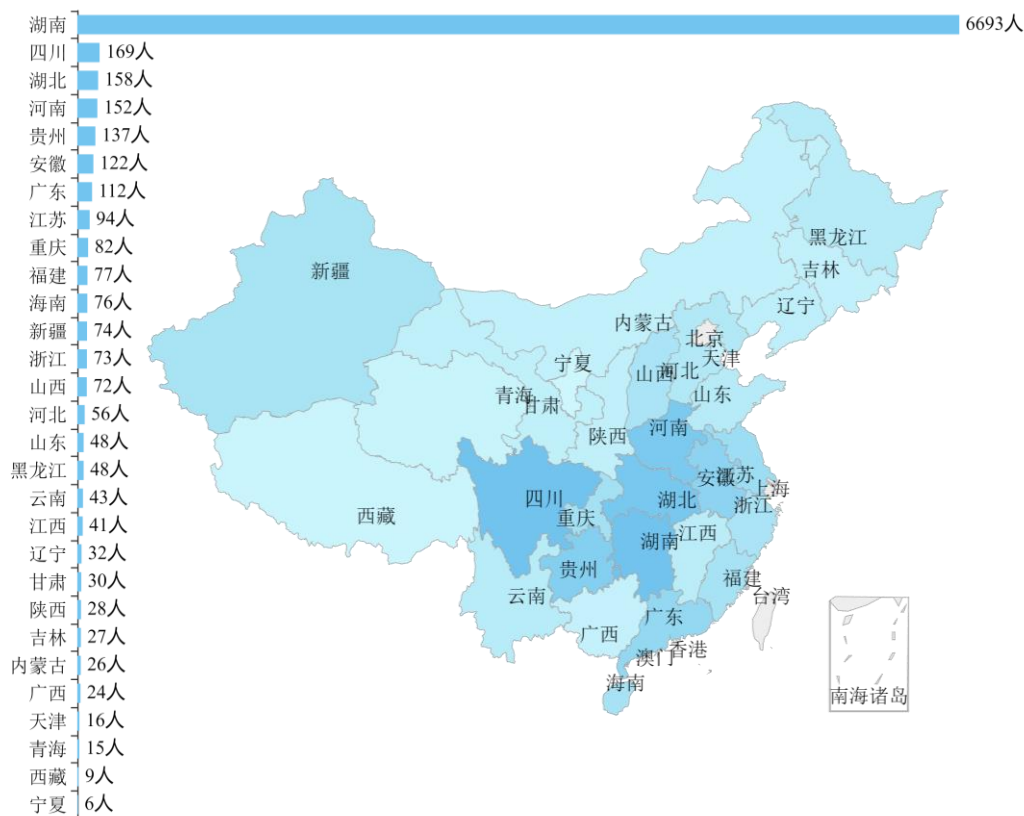 湖南 6693人
四川 169人
湖北 158人
河南 152人
贵州 137人
安徽 122人
广东 112人
江苏 94人
重庆 82人
福建 77人
海南 76人
新疆 74人
浙江 73人
山西 72人
河北 56人
山东 48人
黑龙江 48人
云南 43人
江西 41人
辽宁 32人
甘肃 30人
陕西 28人
吉林 27人
内蒙古 26人
广西 24人
天津 16人
青海 15人
西藏 9人
宁夏 6人
黑龙江
吉林
新疆
辽宁
内蒙古
北京
天津
宁夏
山西
河北
青海
甘肃
山东
河南
陕西
安徽
江苏
上海
四川
湖北
浙江
西藏
重庆
江西
湖南
贵州
福建
云南
台湾
广东
广西
香港
澳门
海南
南海诸岛